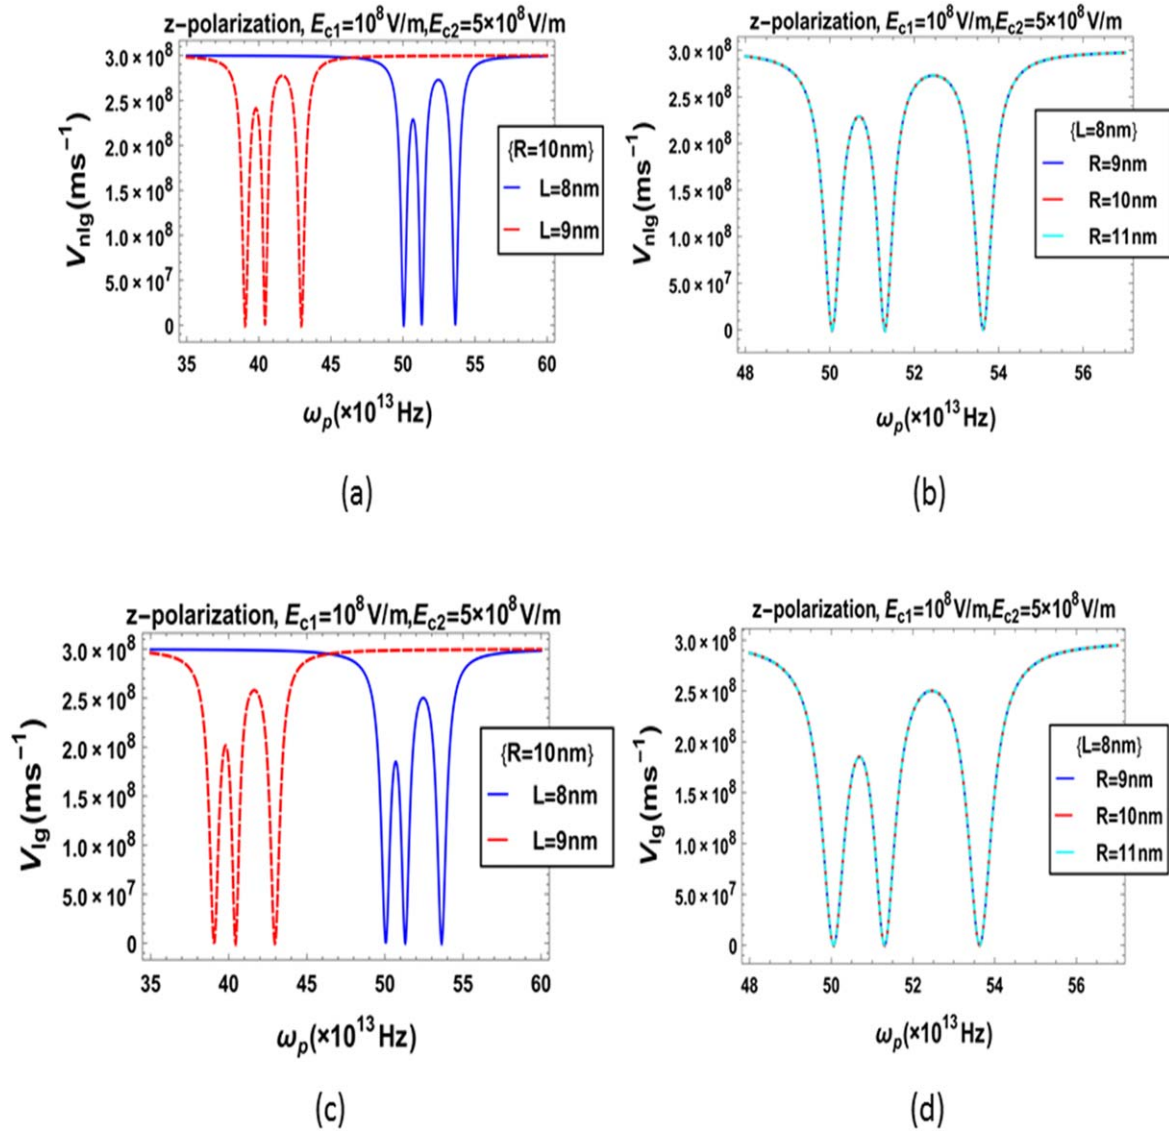 z−polarization, E_c1=10^8 V/m,E_c2=5×10^8 V/m
3.0×10^8
2.5×10^8
2.0×10^8
1.5×10^8
1.0×10^8
5.0×10^7
0
V_nlg(ms^−1)
35 40 45 50 55 60
ω_p(×10^13 Hz)
{R=10nm}
L=8nm
L=9nm
(a)
z−polarization, E_c1=10^8 V/m,E_c2=5×10^8 V/m
3.0×10^8
2.5×10^8
2.0×10^8
1.5×10^8
1.0×10^8
5.0×10^7
0
V_nlg(ms^−1)
48 50 52 54 56
ω_p(×10^13 Hz)
{L=8nm}
R=9nm
R=10nm
R=11nm
(b)
z−polarization, E_c1=10^8 V/m,E_c2=5×10^8 V/m
3.0×10^8
2.5×10^8
2.0×10^8
1.5×10^8
1.0×10^8
5.0×10^7
0
V_lg(ms^−1)
35 40 45 50 55 60
ω_p(×10^13 Hz)
{R=10nm}
L=8nm
L=9nm
(c)
z−polarization, E_c1=10^8 V/m,E_c2=5×10^8 V/m
3.0×10^8
2.5×10^8
2.0×10^8
1.5×10^8
1.0×10^8
5.0×10^7
0
V_lg(ms^−1)
48 50 52 54 56
ω_p(×10^13 Hz)
{L=8nm}
R=9nm
R=10nm
R=11nm
(d)